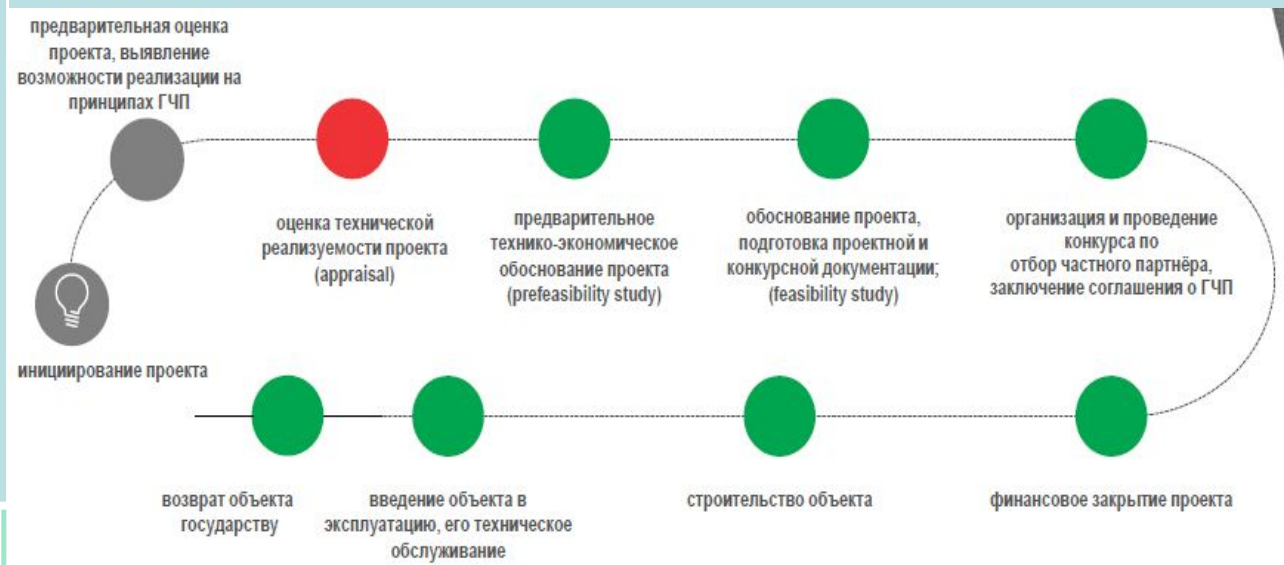 предварительная оценка
проекта, выявление
возможности реализации на
принципах ГЧП
оценка технической
реализуемости проекта
(appraisal)
предварительное
технико-экономическое
обоснование проекта
(prefeasibility study)
обоснование проекта,
подготовка проектной и
конкурсной документации;
(feasibility study)
организация и проведение
конкурса по
отбор частного партнёра,
заключение соглашения о ГЧП
инициирование проекта
возврат объекта
государству
введение объекта в
эксплуатацию, его техническое
обслуживание
строительство объекта
финансовое закрытие проекта